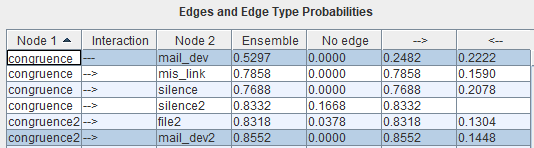 Edges and Edge Type Probabilities
Node 1 Interaction Node 2 Ensemble No edge --> <--
congruence --- mail_dev 0.5297 0.0000 0.2482 0.2222
congruence --> mis_link 0.7858 0.0000 0.7858 0.1590
congruence --> silence 0.7688 0.0000 0.7688 0.2078
congruence --> silence2 0.8332 0.1668 0.8332
congruence2 --> file2 0.8318 0.0378 0.8318 0.1304
congruence2 --> mail_dev2 0.8552 0.0000 0.8552 0.1448